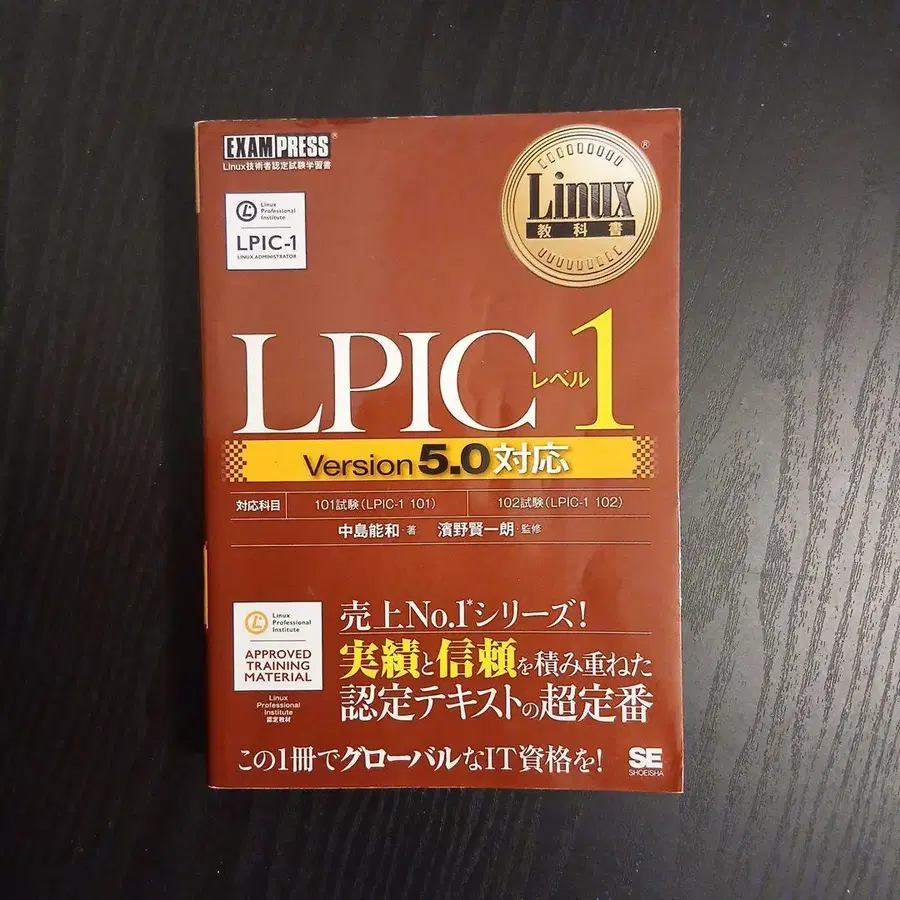 EXAMPRESS®
Linux技術者認定試験学習書
Linux
Professional
Institute
LPIC-1
LINUX ADMINISTRATOR
Linux
教科書
®
LPICレベル1
Version 5.0対応
対応科目 101試験(LPIC-1 101) 102試験(LPIC-1 102)
中島能和・著 濱野賢一朗・監修
Linux
Professional
Institute
APPROVED
TRAINING
MATERIAL
Linux
Professional
Institute
認定教材
売上No.1*シリーズ!
実績と信頼を積み重ねた
認定テキストの超定番
この1冊でグローバルなIT資格を!
SE
SHOEISHA